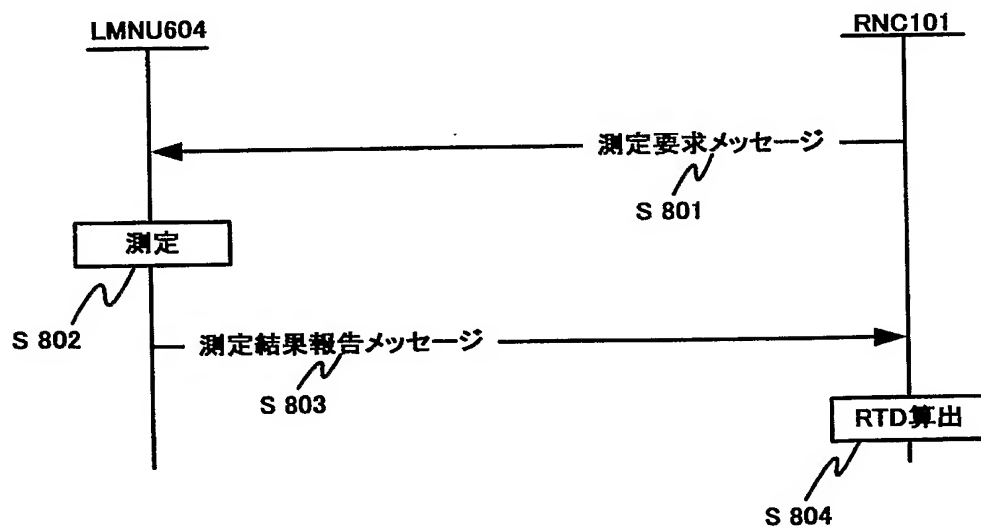 LMNU604
RNC101
測定要求メッセージ
S 801
測定
S 802
測定結果報告メッセージ
S 803
RTD算出
S 804